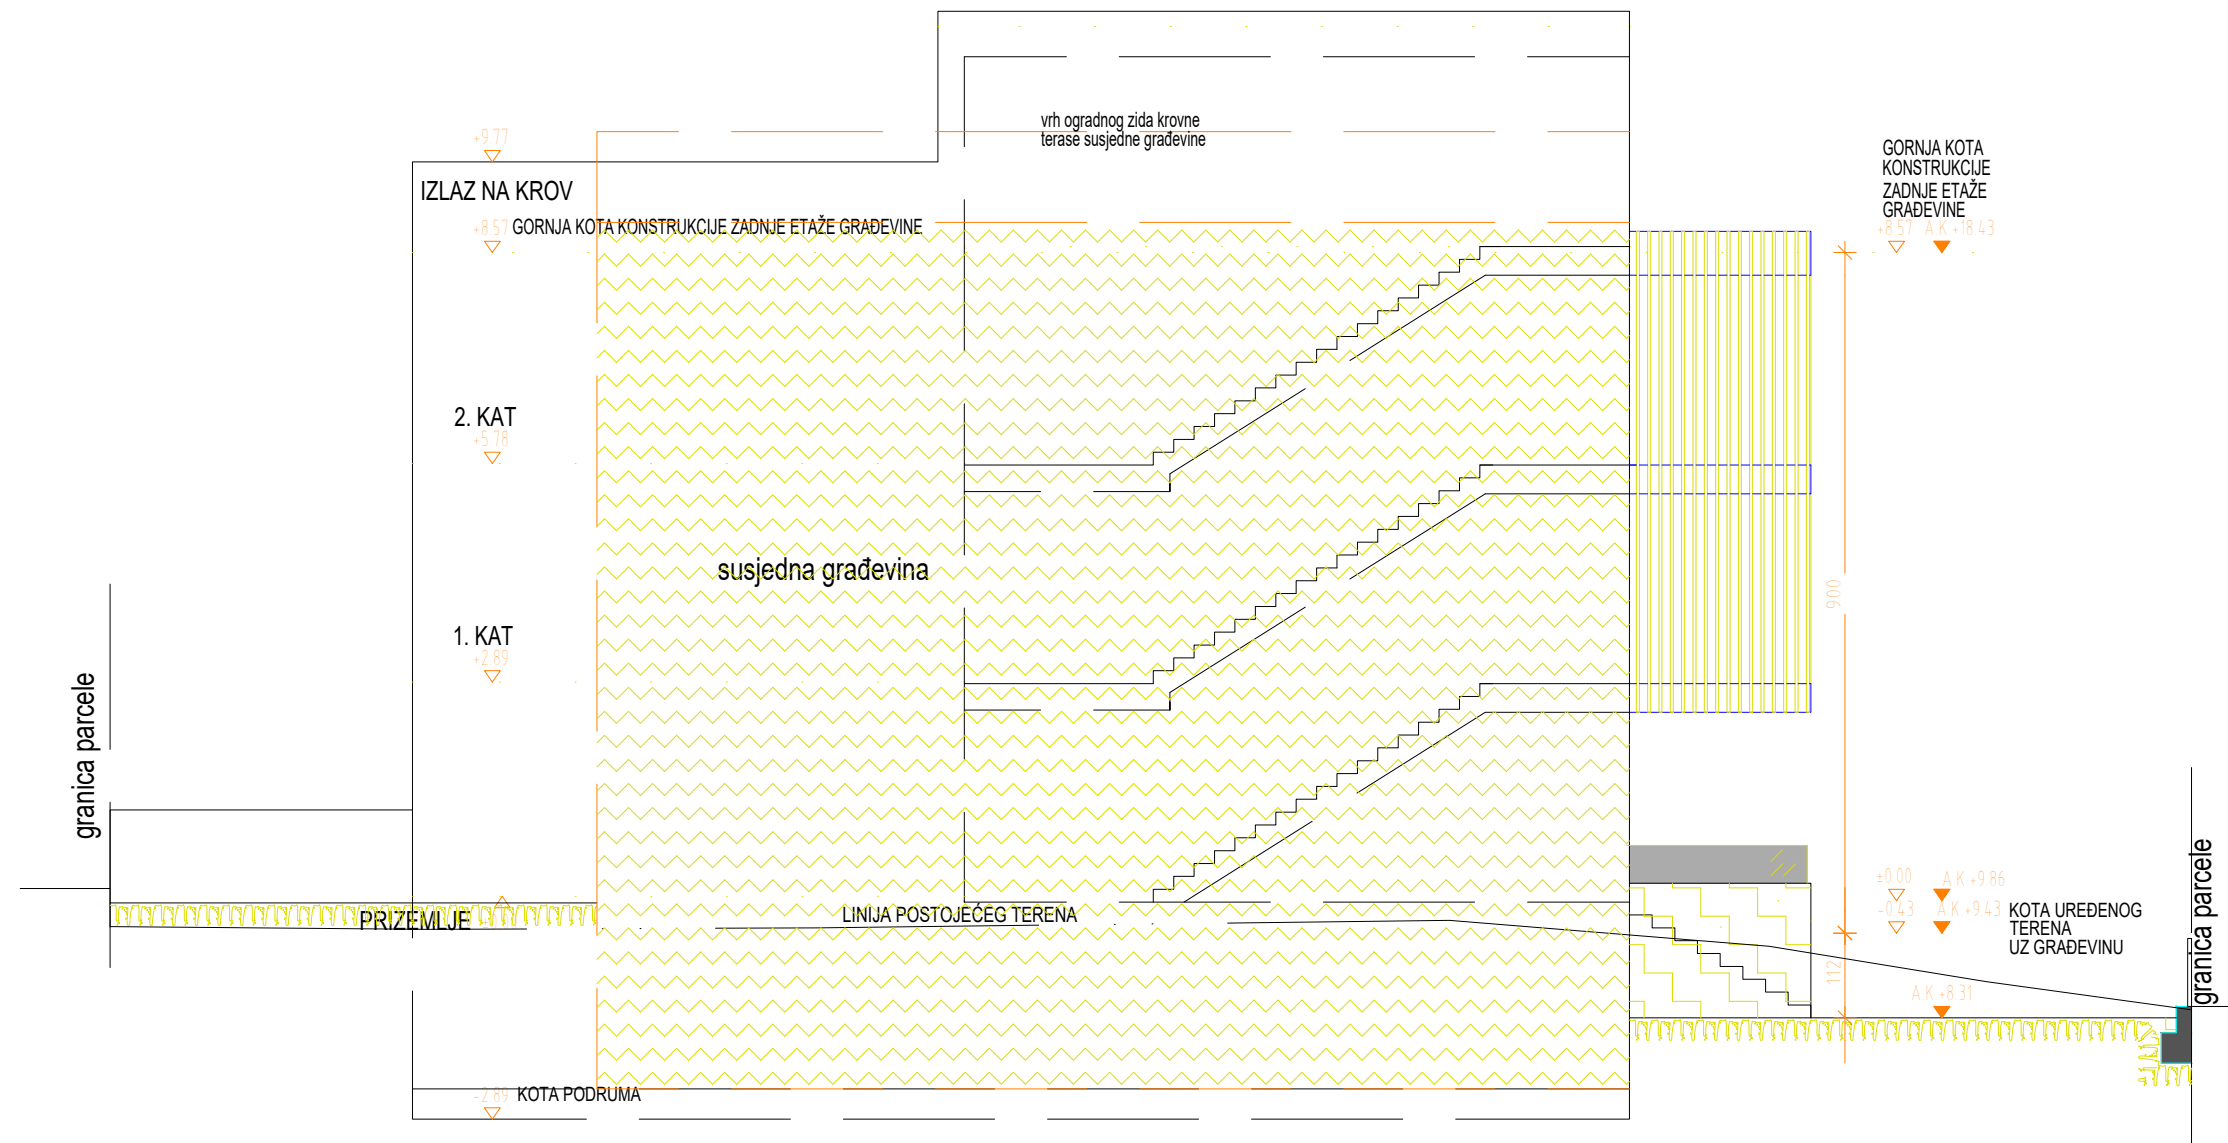 vrh ogradnog zida krovne
terase susjedne građevine
+9.77
IZLAZ NA KROV
GORNJA KOTA
KONSTRUKCIJE
ZADNJE ETAŽE
GRAĐEVINE
+8.57 A.K.+18.43
+8.57 GORNJA KOTA KONSTRUKCIJE ZADNJE ETAŽE GRAĐEVINE
2. KAT
+5.78
susjedna građevina
900
1. KAT
+2.89
granica parcele
±0.00 A.K.+9.86
-0.43 A.K.+9.43
KOTA UREĐENOG
TERENA
UZ GRAĐEVINU
PRIZEMLJE
LINIJA POSTOJEĆEG TERENA
112
A.K.+8.31
granica parcele
-2.89 KOTA PODRUMA